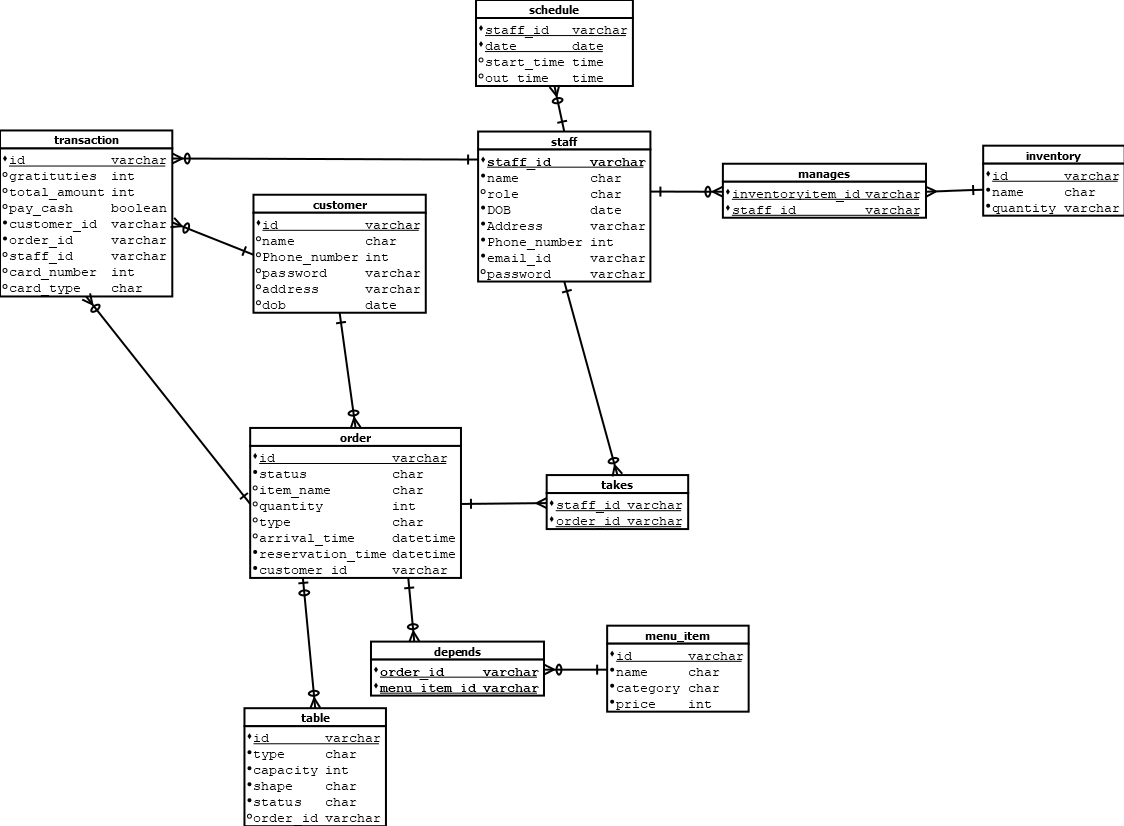 schedule
staff_id varchar
date date
start_time time
out_time time
transaction
id varchar
gratituties int
total_amount int
pay_cash boolean
customer_id varchar
order_id varchar
staff_id varchar
card_number int
card_type char
customer
id varchar
name char
Phone_number int
password varchar
address varchar
dob date
staff
staff_id varchar
name char
role char
DOB date
Address varchar
Phone_number int
email_id varchar
password varchar
manages
inventoryitem_id varchar
staff_id varchar
inventory
id varchar
name char
quantity varchar
order
id varchar
status char
item_name char
quantity int
type char
arrival_time datetime
reservation_time datetime
customer_id varchar
takes
staff_id varchar
order_id varchar
depends
order_id varchar
menu_item_id varchar
menu_item
id varchar
name char
category char
price int
table
id varchar
type char
capacity int
shape char
status char
order_id varchar